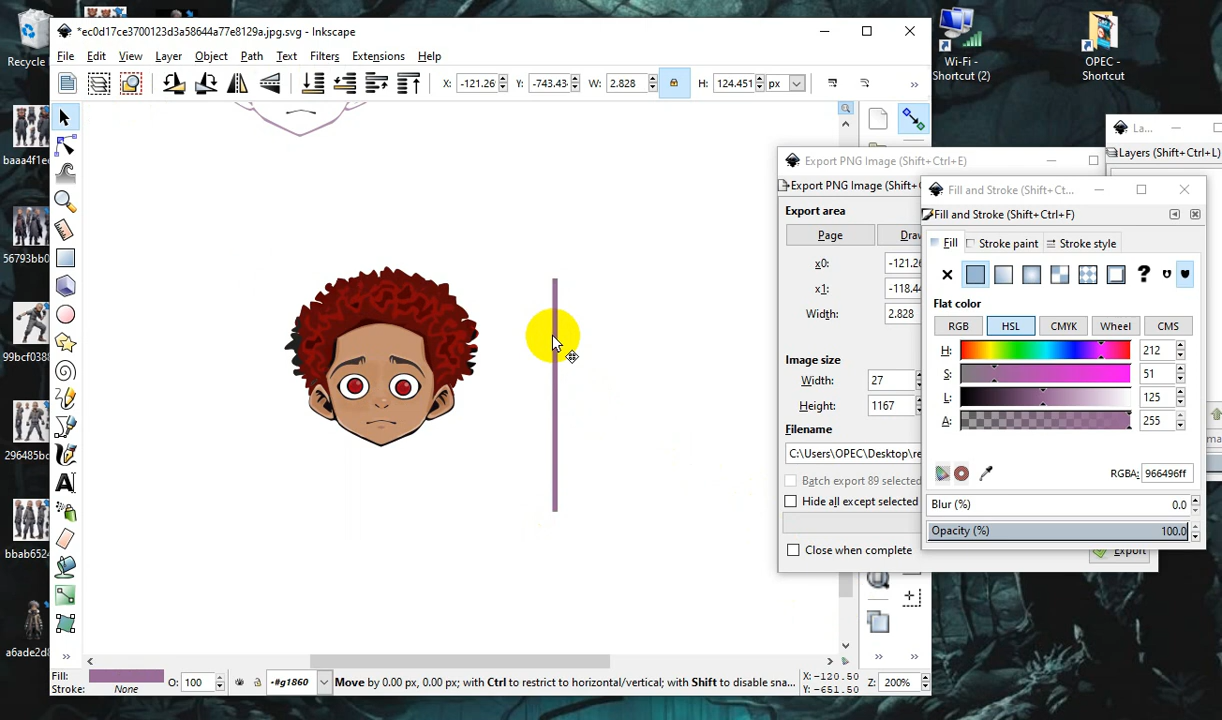 *ec0d17ce3700123d3a58644a77e8129a.jpg.svg - Inkscape
File Edit View Layer Object Path Text Filters Extensions Help
X: -121.26 Y: -743.43 W: 2.828 H: 124.451 px
Recycle
baaa4f1e
56793bb0
99bcf038
296485b
bbab652
a6ade2d8
Wi-Fi -
Shortcut (2)
OPEC -
Shortcut
La...
Layers (Shift+Ctrl+L)
Export PNG Image (Shift+Ctrl+E)
Export PNG Image (Shift+
Export area
Page Draw
x0: -121.26
x1: -118.44
Width: 2.828
Image size
Width: 27
Height: 1167
Filename
C:\Users\OPEC\Desktop\re
Batch export 89 selected
Hide all except selected
Close when complete
Export
Fill and Stroke (Shift+Ct...
Fill and Stroke (Shift+Ctrl+F)
Fill Stroke paint Stroke style
Flat color
RGB HSL CMYK Wheel CMS
H: 212
S: 51
L: 125
A: 255
RGBA: 966496ff
Blur (%) 0.0
Opacity (%) 100.0
Fill:
Stroke: None
O: 100
-#g1860
Move by 0.00 px, 0.00 px; with Ctrl to restrict to horizontal/vertical; with Shift to disable sna...
X: -120.50
Y: -651.50
Z: 200%